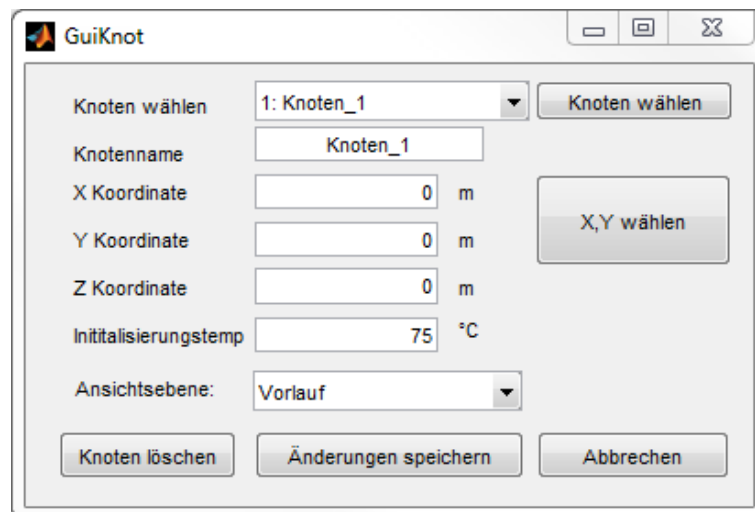 GuiKnot
Knoten wählen 1: Knoten_1 Knoten wählen
Knotenname Knoten_1
X Koordinate 0 m
X,Y wählen
Y Koordinate 0 m
Z Koordinate 0 m
Inititalisierungstemp 75 °C
Ansichtsebene: Vorlauf
Knoten löschen Änderungen speichern Abbrechen